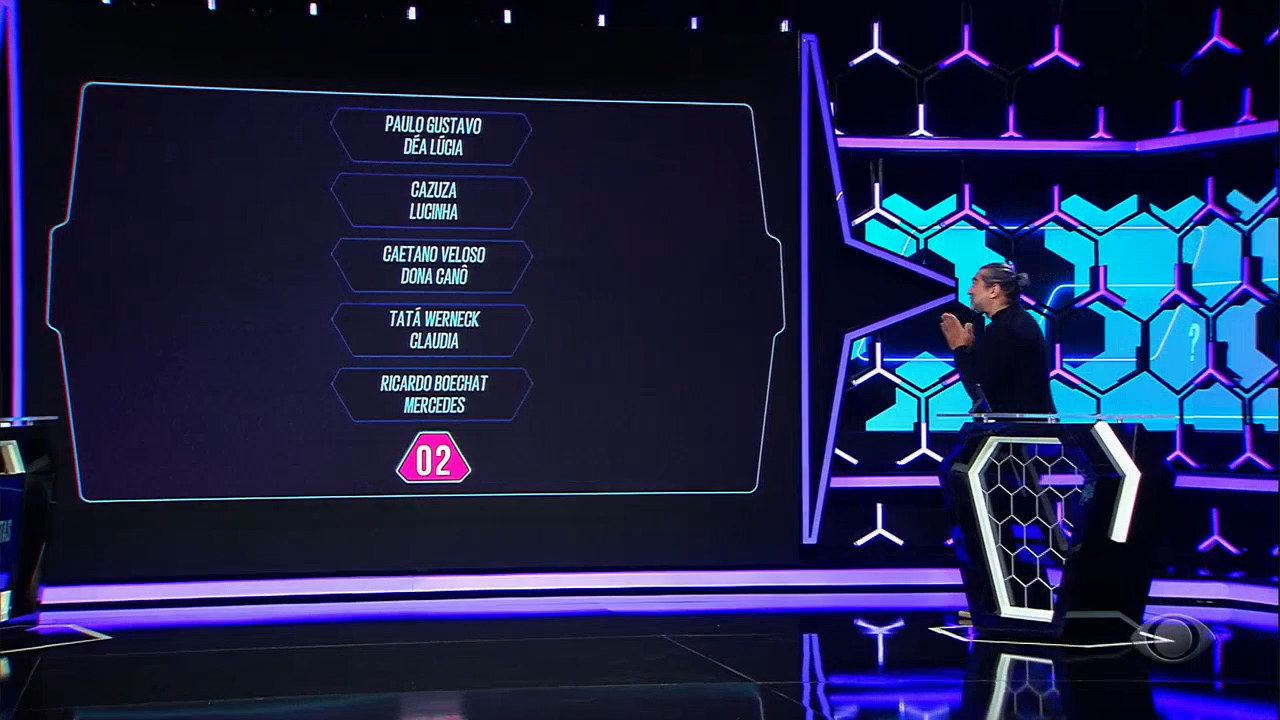 PAULO GUSTAVO
DÉA LÚCIA
CAZUZA
LUCINHA
CAETANO VELOSO
DONA CANÔ
TATÁ WERNECK
CLAUDIA
RICARDO BOECHAT
MERCEDES
02
?